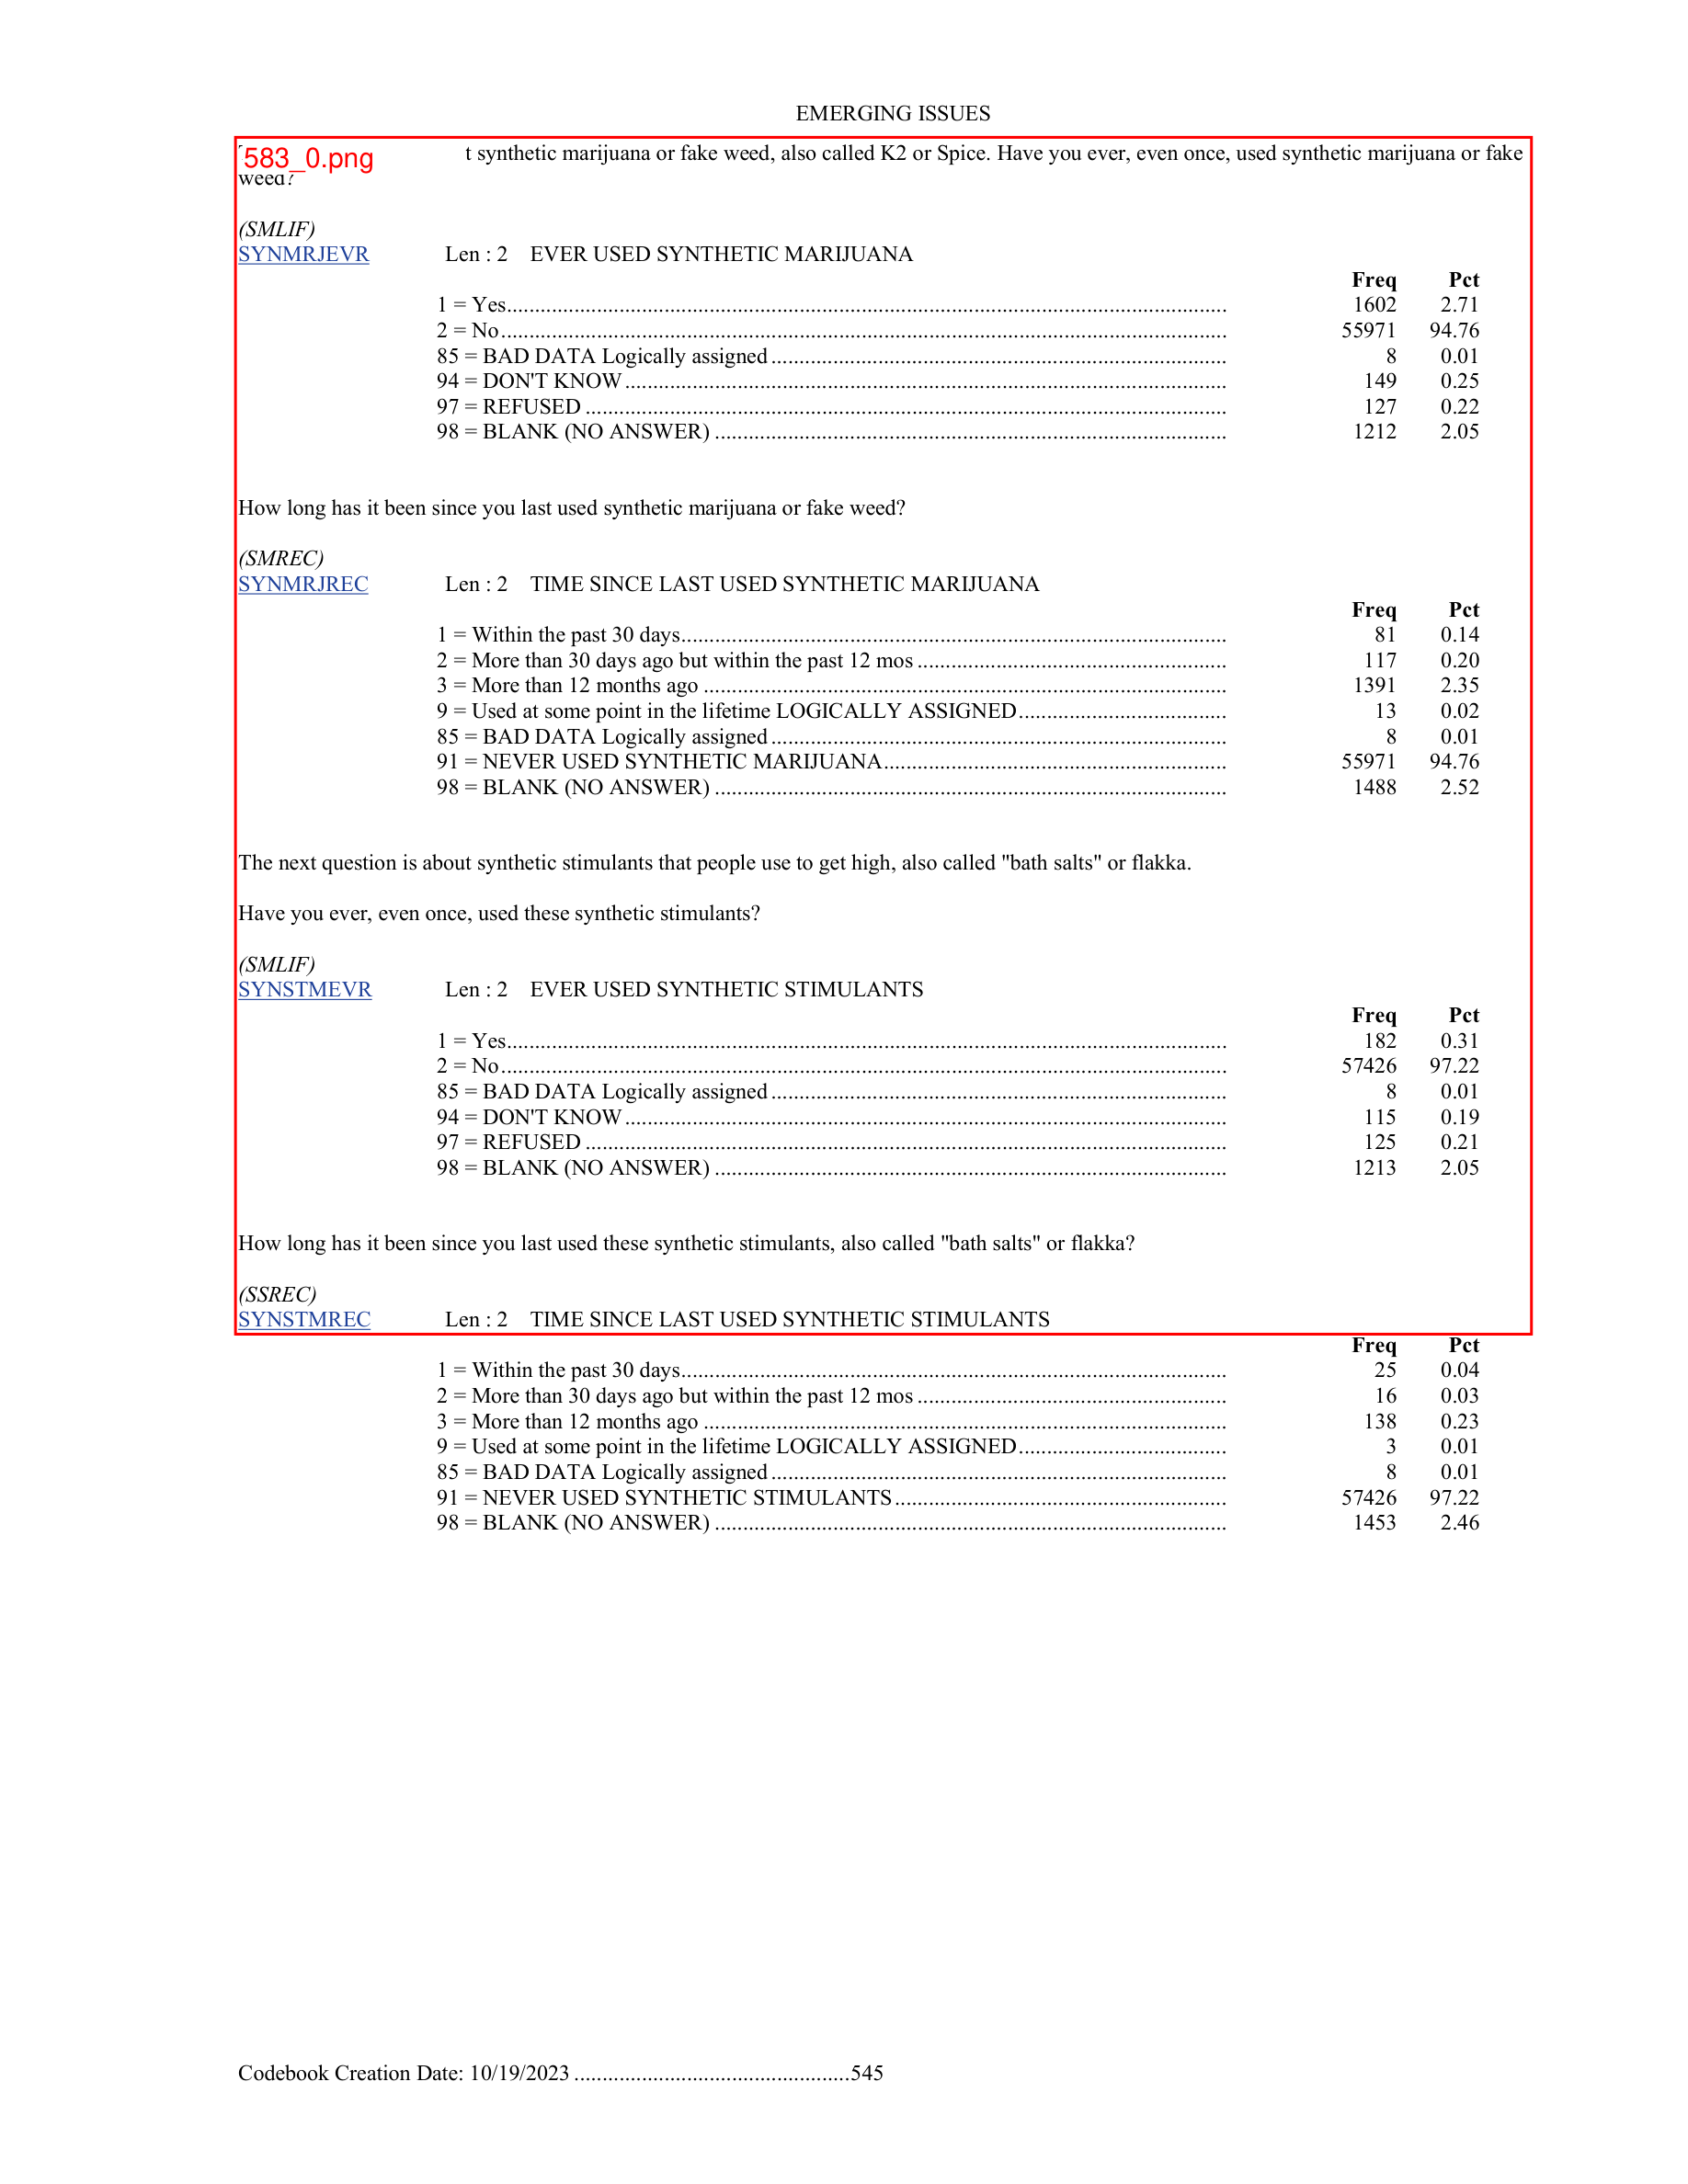 EMERGING ISSUES
583_0.png t synthetic marijuana or fake weed, also called K2 or Spice. Have you ever, even once, used synthetic marijuana or fake
weed?
(SMLIF)
SYNMRJEVR Len : 2 EVER USED SYNTHETIC MARIJUANA
Freq Pct
1 = Yes 1602 2.71
2 = No 55971 94.76
85 = BAD DATA Logically assigned 8 0.01
94 = DON'T KNOW 149 0.25
97 = REFUSED 127 0.22
98 = BLANK (NO ANSWER) 1212 2.05
How long has it been since you last used synthetic marijuana or fake weed?
(SMREC)
SYNMRJREC Len : 2 TIME SINCE LAST USED SYNTHETIC MARIJUANA
Freq Pct
1 = Within the past 30 days 81 0.14
2 = More than 30 days ago but within the past 12 mos 117 0.20
3 = More than 12 months ago 1391 2.35
9 = Used at some point in the lifetime LOGICALLY ASSIGNED 13 0.02
85 = BAD DATA Logically assigned 8 0.01
91 = NEVER USED SYNTHETIC MARIJUANA 55971 94.76
98 = BLANK (NO ANSWER) 1488 2.52
The next question is about synthetic stimulants that people use to get high, also called "bath salts" or flakka.
Have you ever, even once, used these synthetic stimulants?
(SMLIF)
SYNSTMEVR Len : 2 EVER USED SYNTHETIC STIMULANTS
Freq Pct
1 = Yes 182 0.31
2 = No 57426 97.22
85 = BAD DATA Logically assigned 8 0.01
94 = DON'T KNOW 115 0.19
97 = REFUSED 125 0.21
98 = BLANK (NO ANSWER) 1213 2.05
How long has it been since you last used these synthetic stimulants, also called "bath salts" or flakka?
(SSREC)
SYNSTMREC Len : 2 TIME SINCE LAST USED SYNTHETIC STIMULANTS
Freq Pct
1 = Within the past 30 days 25 0.04
2 = More than 30 days ago but within the past 12 mos 16 0.03
3 = More than 12 months ago 138 0.23
9 = Used at some point in the lifetime LOGICALLY ASSIGNED 3 0.01
85 = BAD DATA Logically assigned 8 0.01
91 = NEVER USED SYNTHETIC STIMULANTS 57426 97.22
98 = BLANK (NO ANSWER) 1453 2.46
Codebook Creation Date: 10/19/2023 545